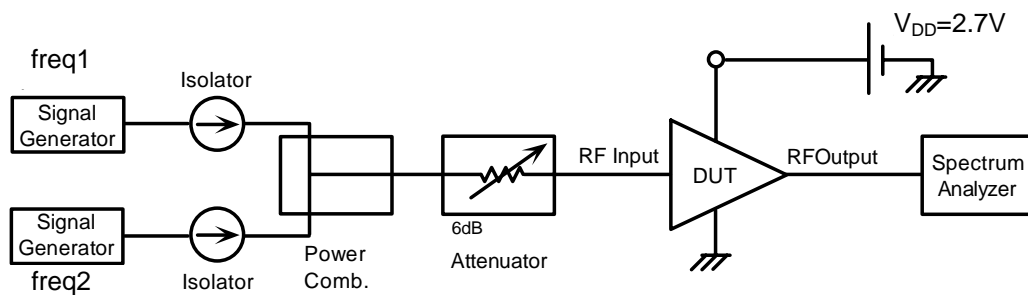 freq1
Isolator
Signal
Generator
Signal
Generator
freq2
Isolator
Power
Comb.
6dB
Attenuator
RF Input
DUT
V_DD=2.7V
RFOutput
Spectrum
Analyzer